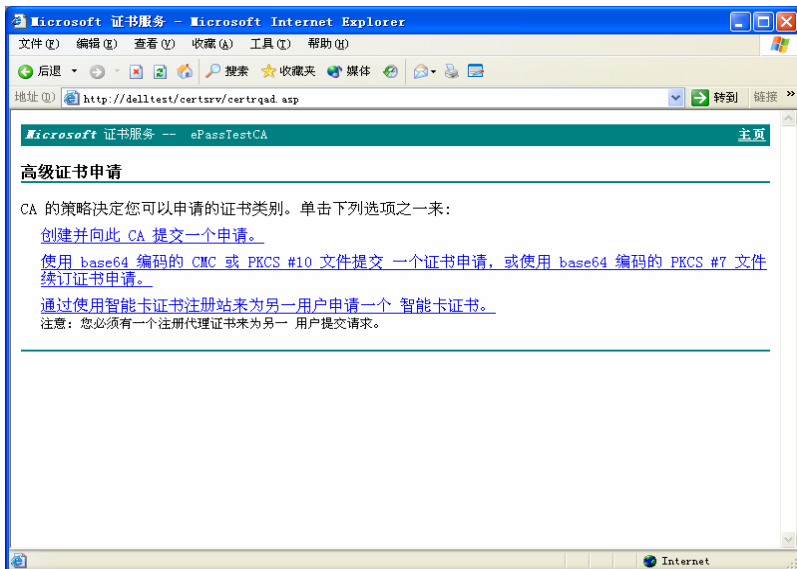 Microsoft 证书服务 - Microsoft Internet Explorer
文件(F) 编辑(E) 查看(V) 收藏(A) 工具(T) 帮助(H)
后退 搜索 收藏夹 媒体
地址(D) http://delltest/certsrv/certrqad.asp 转到 链接 »
Microsoft 证书服务 -- ePassTestCA 主页
高级证书申请
CA 的策略决定您可以申请的证书类别。单击下列选项之一来:
创建并向此 CA 提交一个申请。
使用 base64 编码的 CMC 或 PKCS #10 文件提交 一个证书申请，或使用 base64 编码的 PKCS #7 文件
续订证书申请。
通过使用智能卡证书注册站来为另一用户申请一个 智能卡证书。
注意: 您必须有一个注册代理证书来为另一 用户提交请求。
Internet